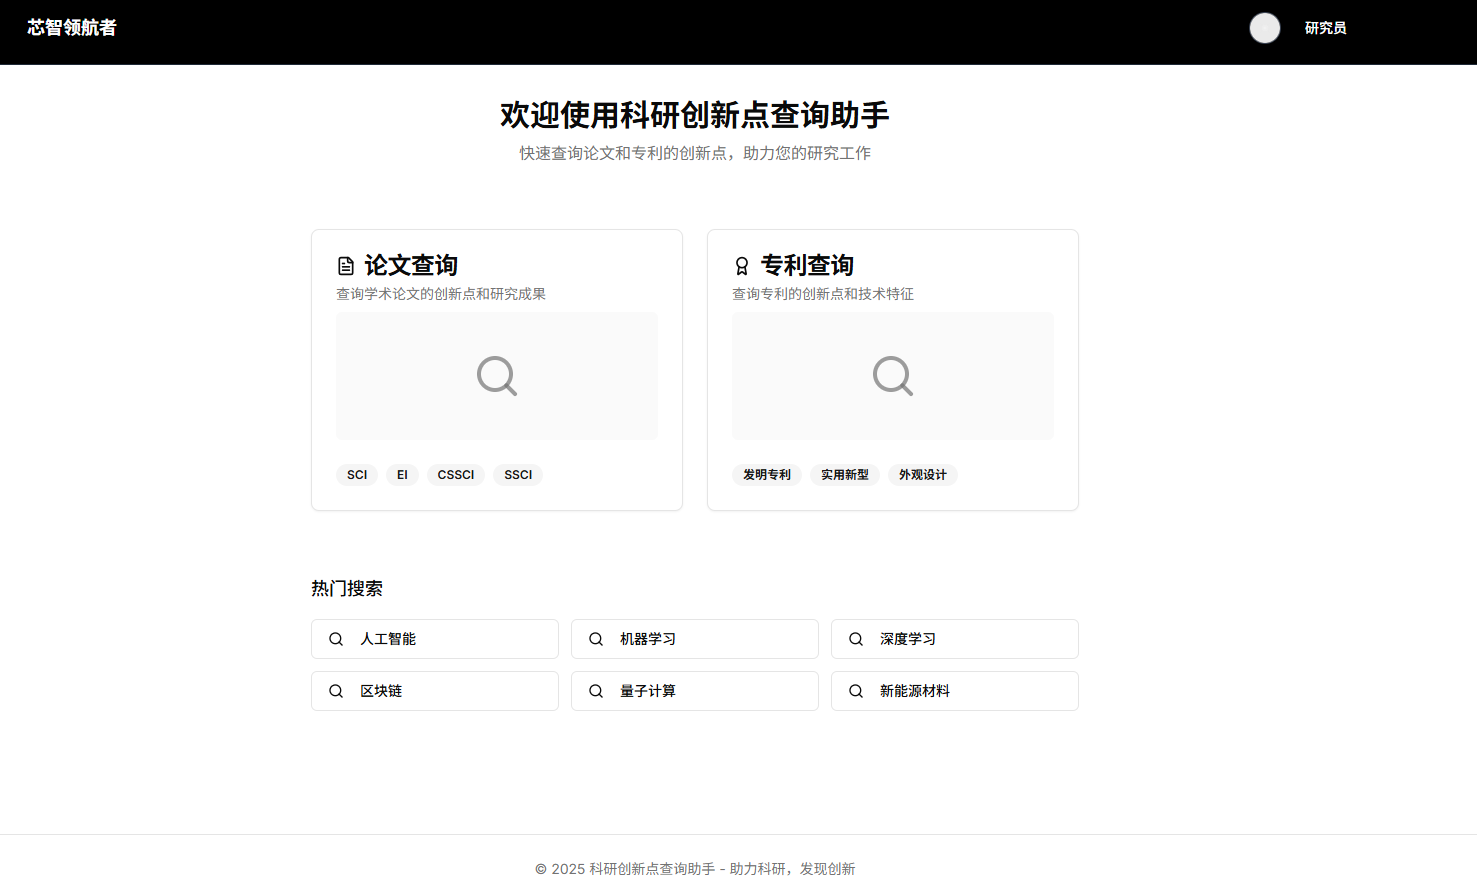 芯智领航者
研究员
欢迎使用科研创新点查询助手
快速查询论文和专利的创新点，助力您的研究工作
论文查询
查询学术论文的创新点和研究成果
SCI EI CSSCI SSCI
专利查询
查询专利的创新点和技术特征
发明专利 实用新型 外观设计
热门搜索
人工智能 机器学习 深度学习
区块链 量子计算 新能源材料
© 2025 科研创新点查询助手 - 助力科研，发现创新